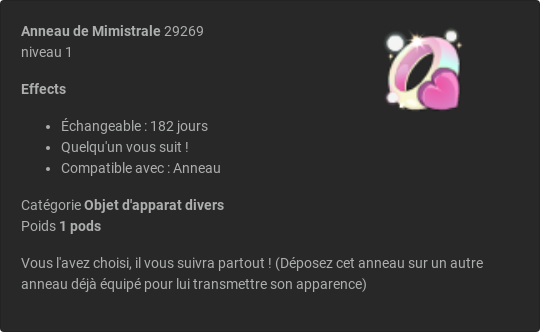 Anneau de Mimistrale 29269
niveau 1
Effects
• Échangeable : 182 jours
• Quelqu'un vous suit !
• Compatible avec : Anneau
Catégorie Objet d'apparat divers
Poids 1 pods
Vous l'avez choisi, il vous suivra partout ! (Déposez cet anneau sur un autre
anneau déjà équipé pour lui transmettre son apparence)